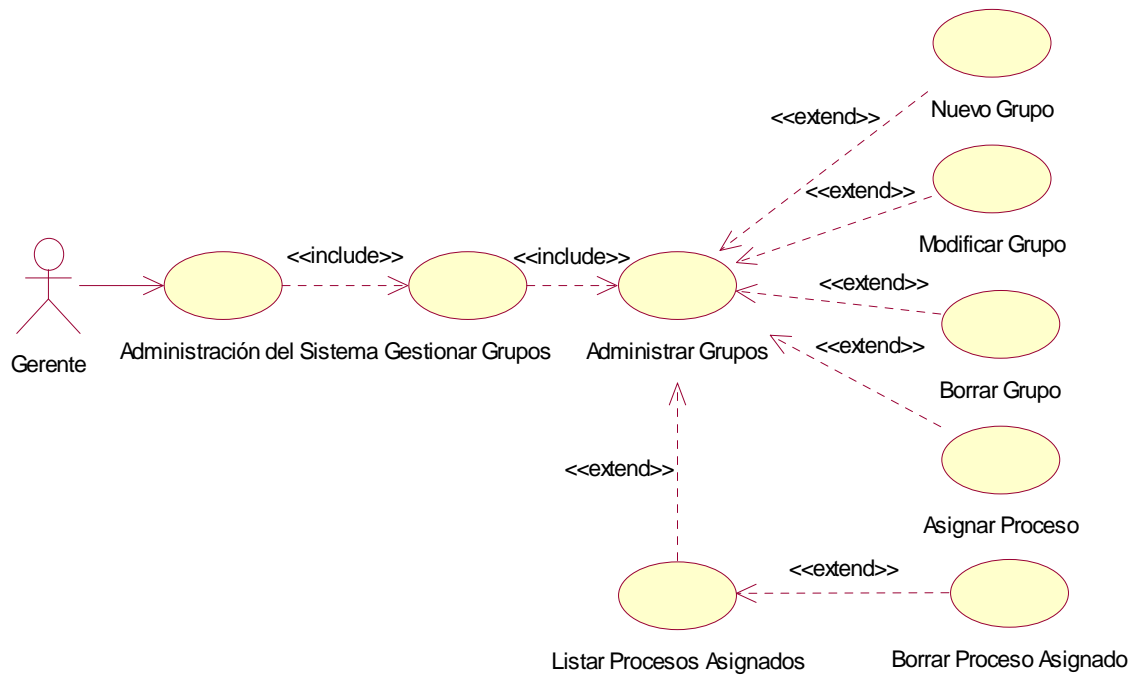 Nuevo Grupo
<<extend>>
Modificar Grupo
<<extend>>
<<include>>
<<include>>
<<extend>>
Gerente
Administración del Sistema
Gestionar Grupos
Administrar Grupos
<<extend>>
Borrar Grupo
<<extend>>
Asignar Proceso
<<extend>>
Listar Procesos Asignados
Borrar Proceso Asignado